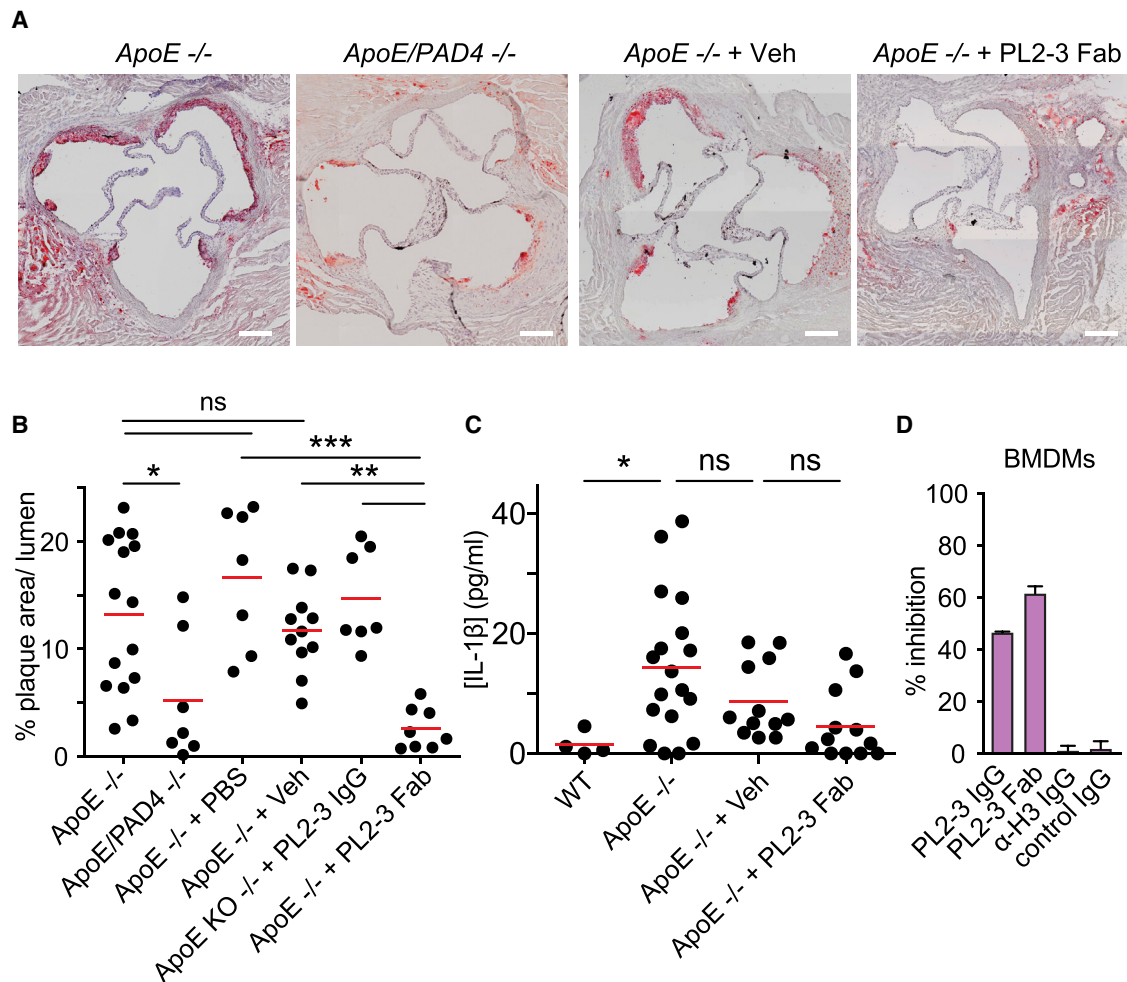 A
ApoE -/-
ApoE/PAD4 -/-
ApoE -/- + Veh
ApoE -/- + PL2-3 Fab
B
ns
***
*
**
% plaque area/ lumen
20
10
0
ApoE -/-
ApoE/PAD4 -/-
ApoE -/- + PBS
ApoE -/- + Veh
ApoE KO -/- + PL2-3 IgG
ApoE -/- + PL2-3 Fab
C
*
ns
ns
[IL-1β] (pg/ml)
40
20
0
WT
ApoE -/-
ApoE -/- + Veh
ApoE -/- + PL2-3 Fab
D
BMDMs
% inhibition
100
80
60
40
20
0
PL2-3 IgG
PL2-3 Fab
α-H3 IgG
control IgG